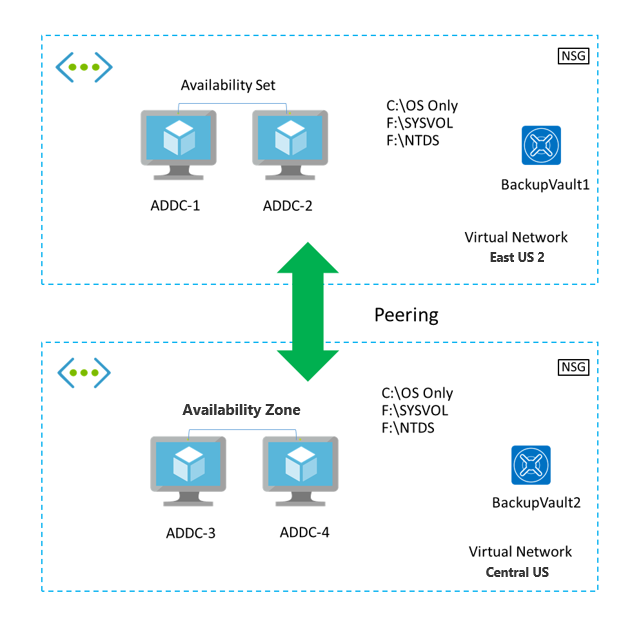 NSG
Availability Set
C:\OS Only
F:\SYSVOL
F:\NTDS
BackupVault1
ADDC-1
ADDC-2
Virtual Network
East US 2
Peering
NSG
C:\OS Only
F:\SYSVOL
F:\NTDS
Availability Zone
BackupVault2
ADDC-3
ADDC-4
Virtual Network
Central US